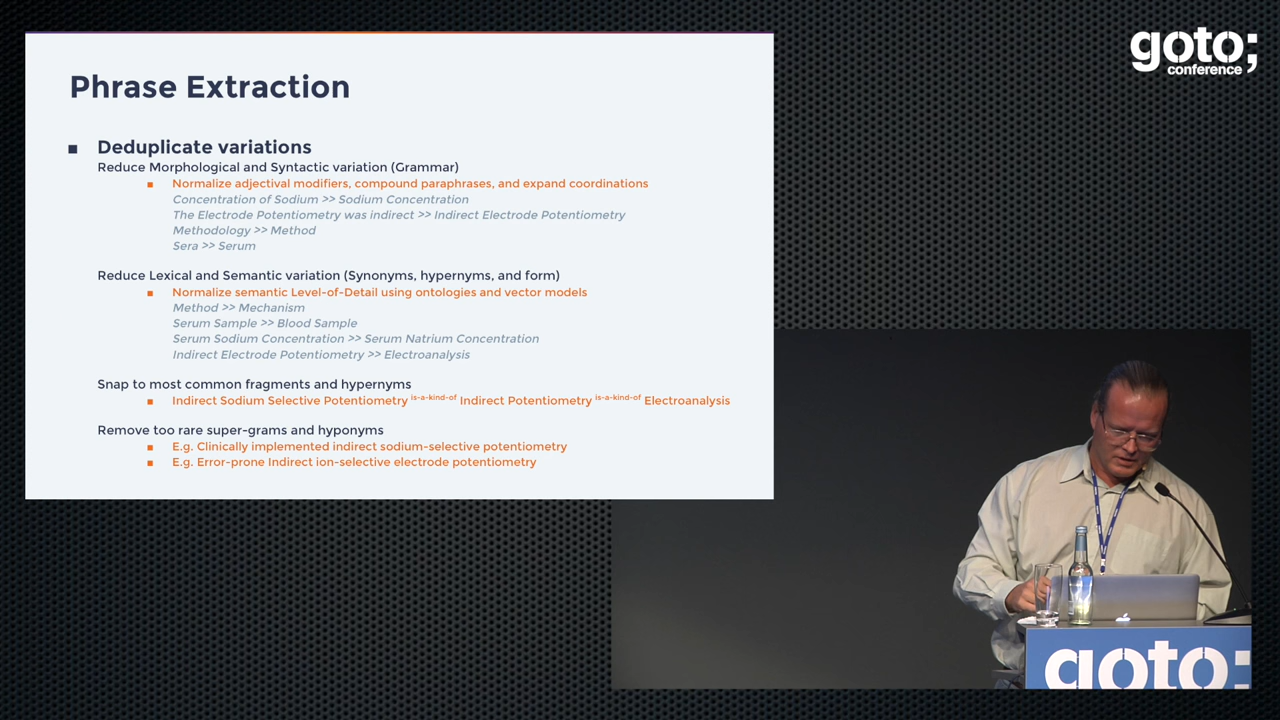 goto;
conference
Phrase Extraction
Deduplicate variations
Reduce Morphological and Syntactic variation (Grammar)
Normalize adjectival modifiers, compound paraphrases, and expand coordinations
Concentration of Sodium >> Sodium Concentration
The Electrode Potentiometry was indirect >> Indirect Electrode Potentiometry
Methodology >> Method
Sera >> Serum
Reduce Lexical and Semantic variation (Synonyms, hypernyms, and form)
Normalize semantic Level-of-Detail using ontologies and vector models
Method >> Mechanism
Serum Sample >> Blood Sample
Serum Sodium Concentration >> Serum Natrium Concentration
Indirect Electrode Potentiometry >> Electroanalysis
Snap to most common fragments and hypernyms
Indirect Sodium Selective Potentiometry is-a-kind-of Indirect Potentiometry is-a-kind-of Electroanalysis
Remove too rare super-grams and hyponyms
E.g. Clinically implemented indirect sodium-selective potentiometry
E.g. Error-prone Indirect ion-selective electrode potentiometry
goto;